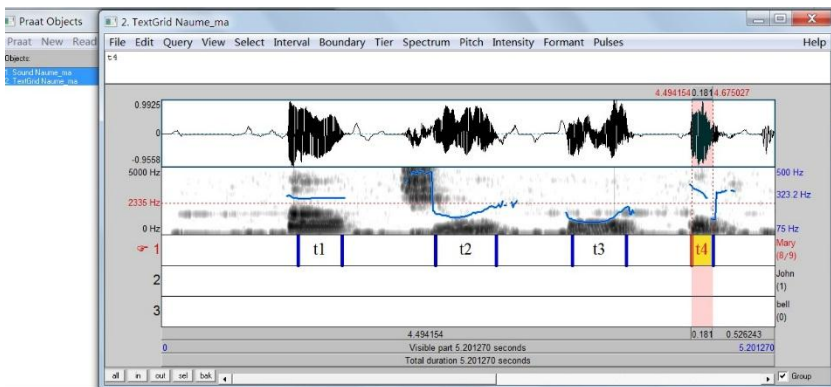 Praat Objects
Praat New Read
Objects:
1. Sound Naume_ma
2. TextGrid Naume_ma
2. TextGrid Naume_ma
File Edit Query View Select Interval Boundary Tier Spectrum Pitch Intensity Formant Pulses Help
t4
4.494154 0.181 4.675027
0.9925
0
-0.9558
5000 Hz
2335 Hz
0 Hz
500 Hz
323.2 Hz
75 Hz
1 t1 t2 t3 t4 Mary
(8/9)
2 John
(1)
3 bell
(0)
4.494154 0.181 0.526243
0 Visible part 5.201270 seconds 5.201270
Total duration 5.201270 seconds
all in out sel bak Group